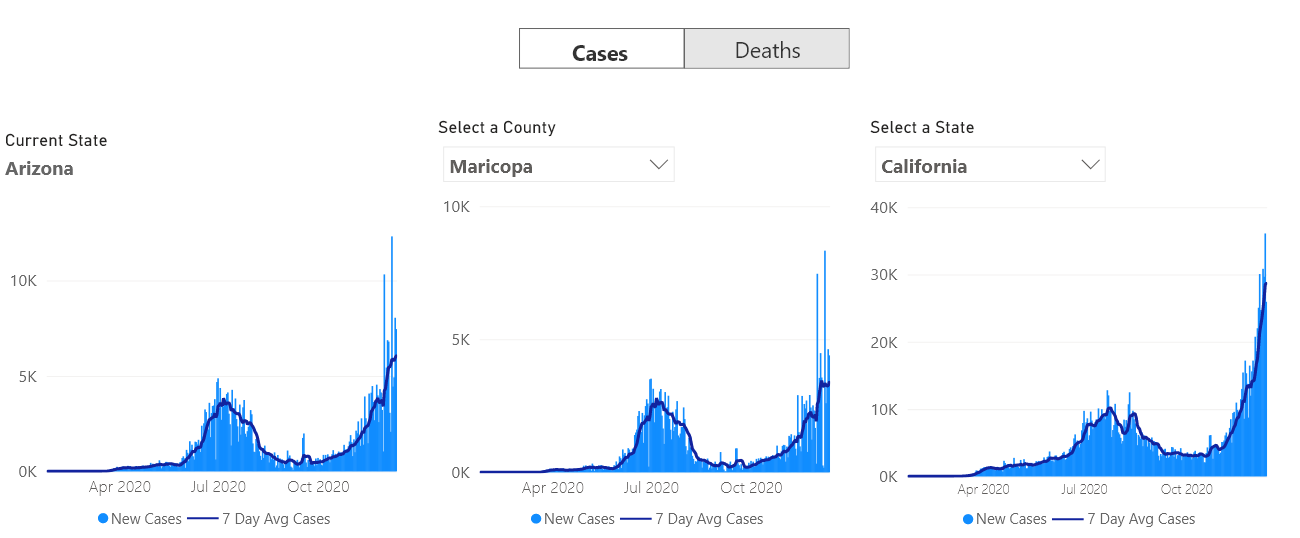 Cases
Deaths
Current State
Arizona
10K
5K
0K
Apr 2020 Jul 2020 Oct 2020
New Cases 7 Day Avg Cases
Select a County
Maricopa
10K
5K
0K
Apr 2020 Jul 2020 Oct 2020
New Cases 7 Day Avg Cases
Select a State
California
40K
30K
20K
10K
0K
Apr 2020 Jul 2020 Oct 2020
New Cases 7 Day Avg Cases